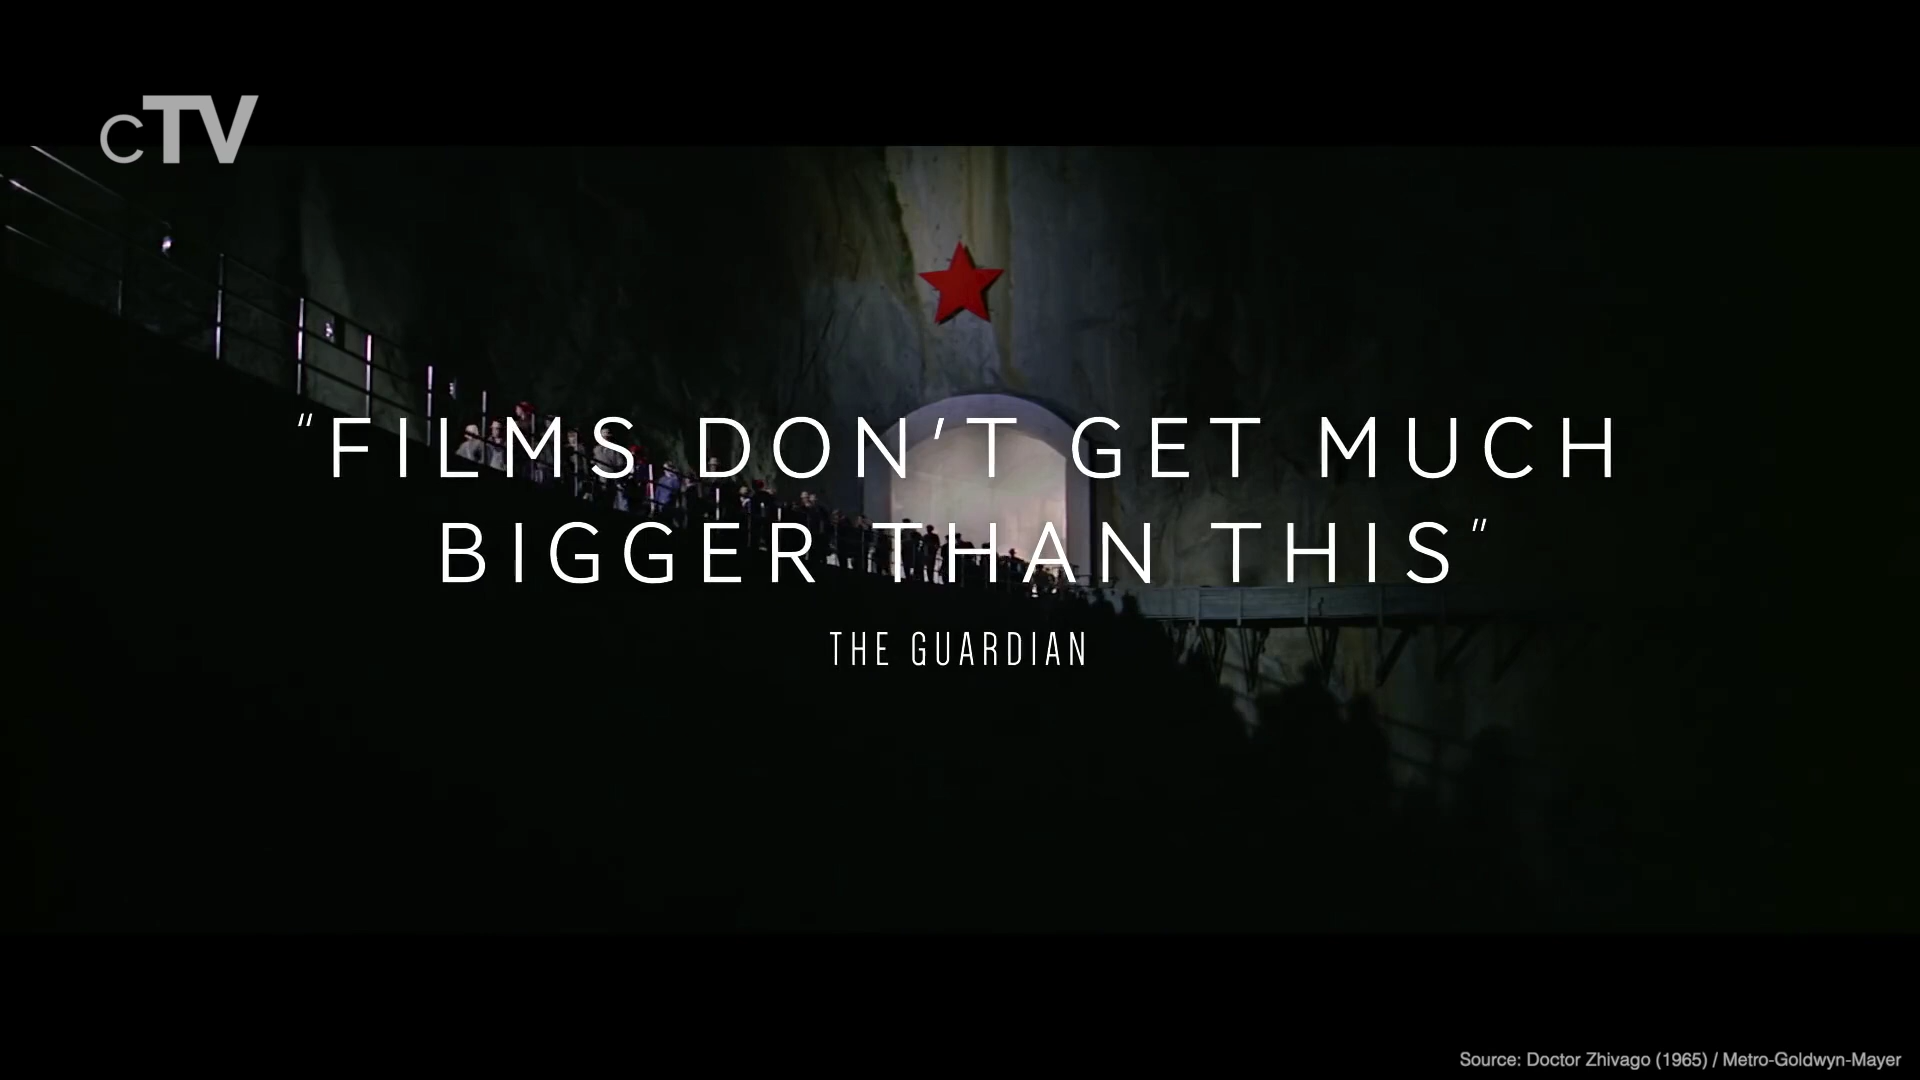 cTV
"FILMS DON'T GET MUCH
BIGGER THAN THIS"
THE GUARDIAN
Source: Doctor Zhivago (1965) / Metro-Goldwyn-Mayer